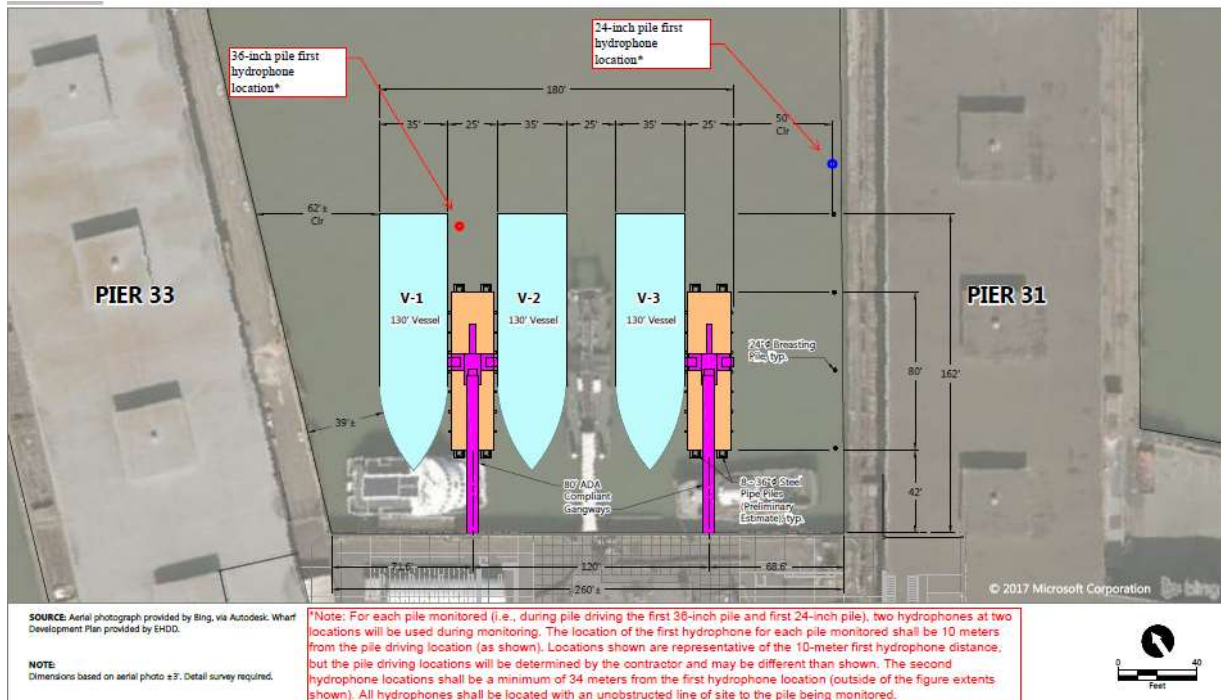 36-inch pile first
hydrophone
location*
24-inch pile first
hydrophone
location*
180'
35'
25'
35'
25'
35'
25'
50'
Clr
62'±
Clr
PIER 33
V-1
130' Vessel
V-2
130' Vessel
V-3
130' Vessel
PIER 31
24"ϕ Breasting
Pile, typ.
80'
162'
39'±
80' ADA
Compliant
Gangways
8 - 36"ϕ Steel
Pipe Piles
(Preliminary
Estimate), typ.
42'
71.6'
120'
68.6'
260'±
© 2017 Microsoft Corporation
bing
SOURCE: Aerial photograph provided by Bing, via Autodesk. Wharf
Development Plan provided by EHDD.
NOTE:
Dimensions based on aerial photo ±3'. Detail survey required.
*Note: For each pile monitored (i.e., during pile driving the first 36-inch pile and first 24-inch pile), two hydrophones at two
locations will be used during monitoring. The location of the first hydrophone for each pile monitored shall be 10 meters
from the pile driving location (as shown). Locations shown are representative of the 10-meter first hydrophone distance,
but the pile driving locations will be determined by the contractor and may be different than shown. The second
hydrophone locations shall be a minimum of 34 meters from the first hydrophone location (outside of the figure extents
shown). All hydrophones shall be located with an unobstructed line of site to the pile being monitored.
0 40
Feet